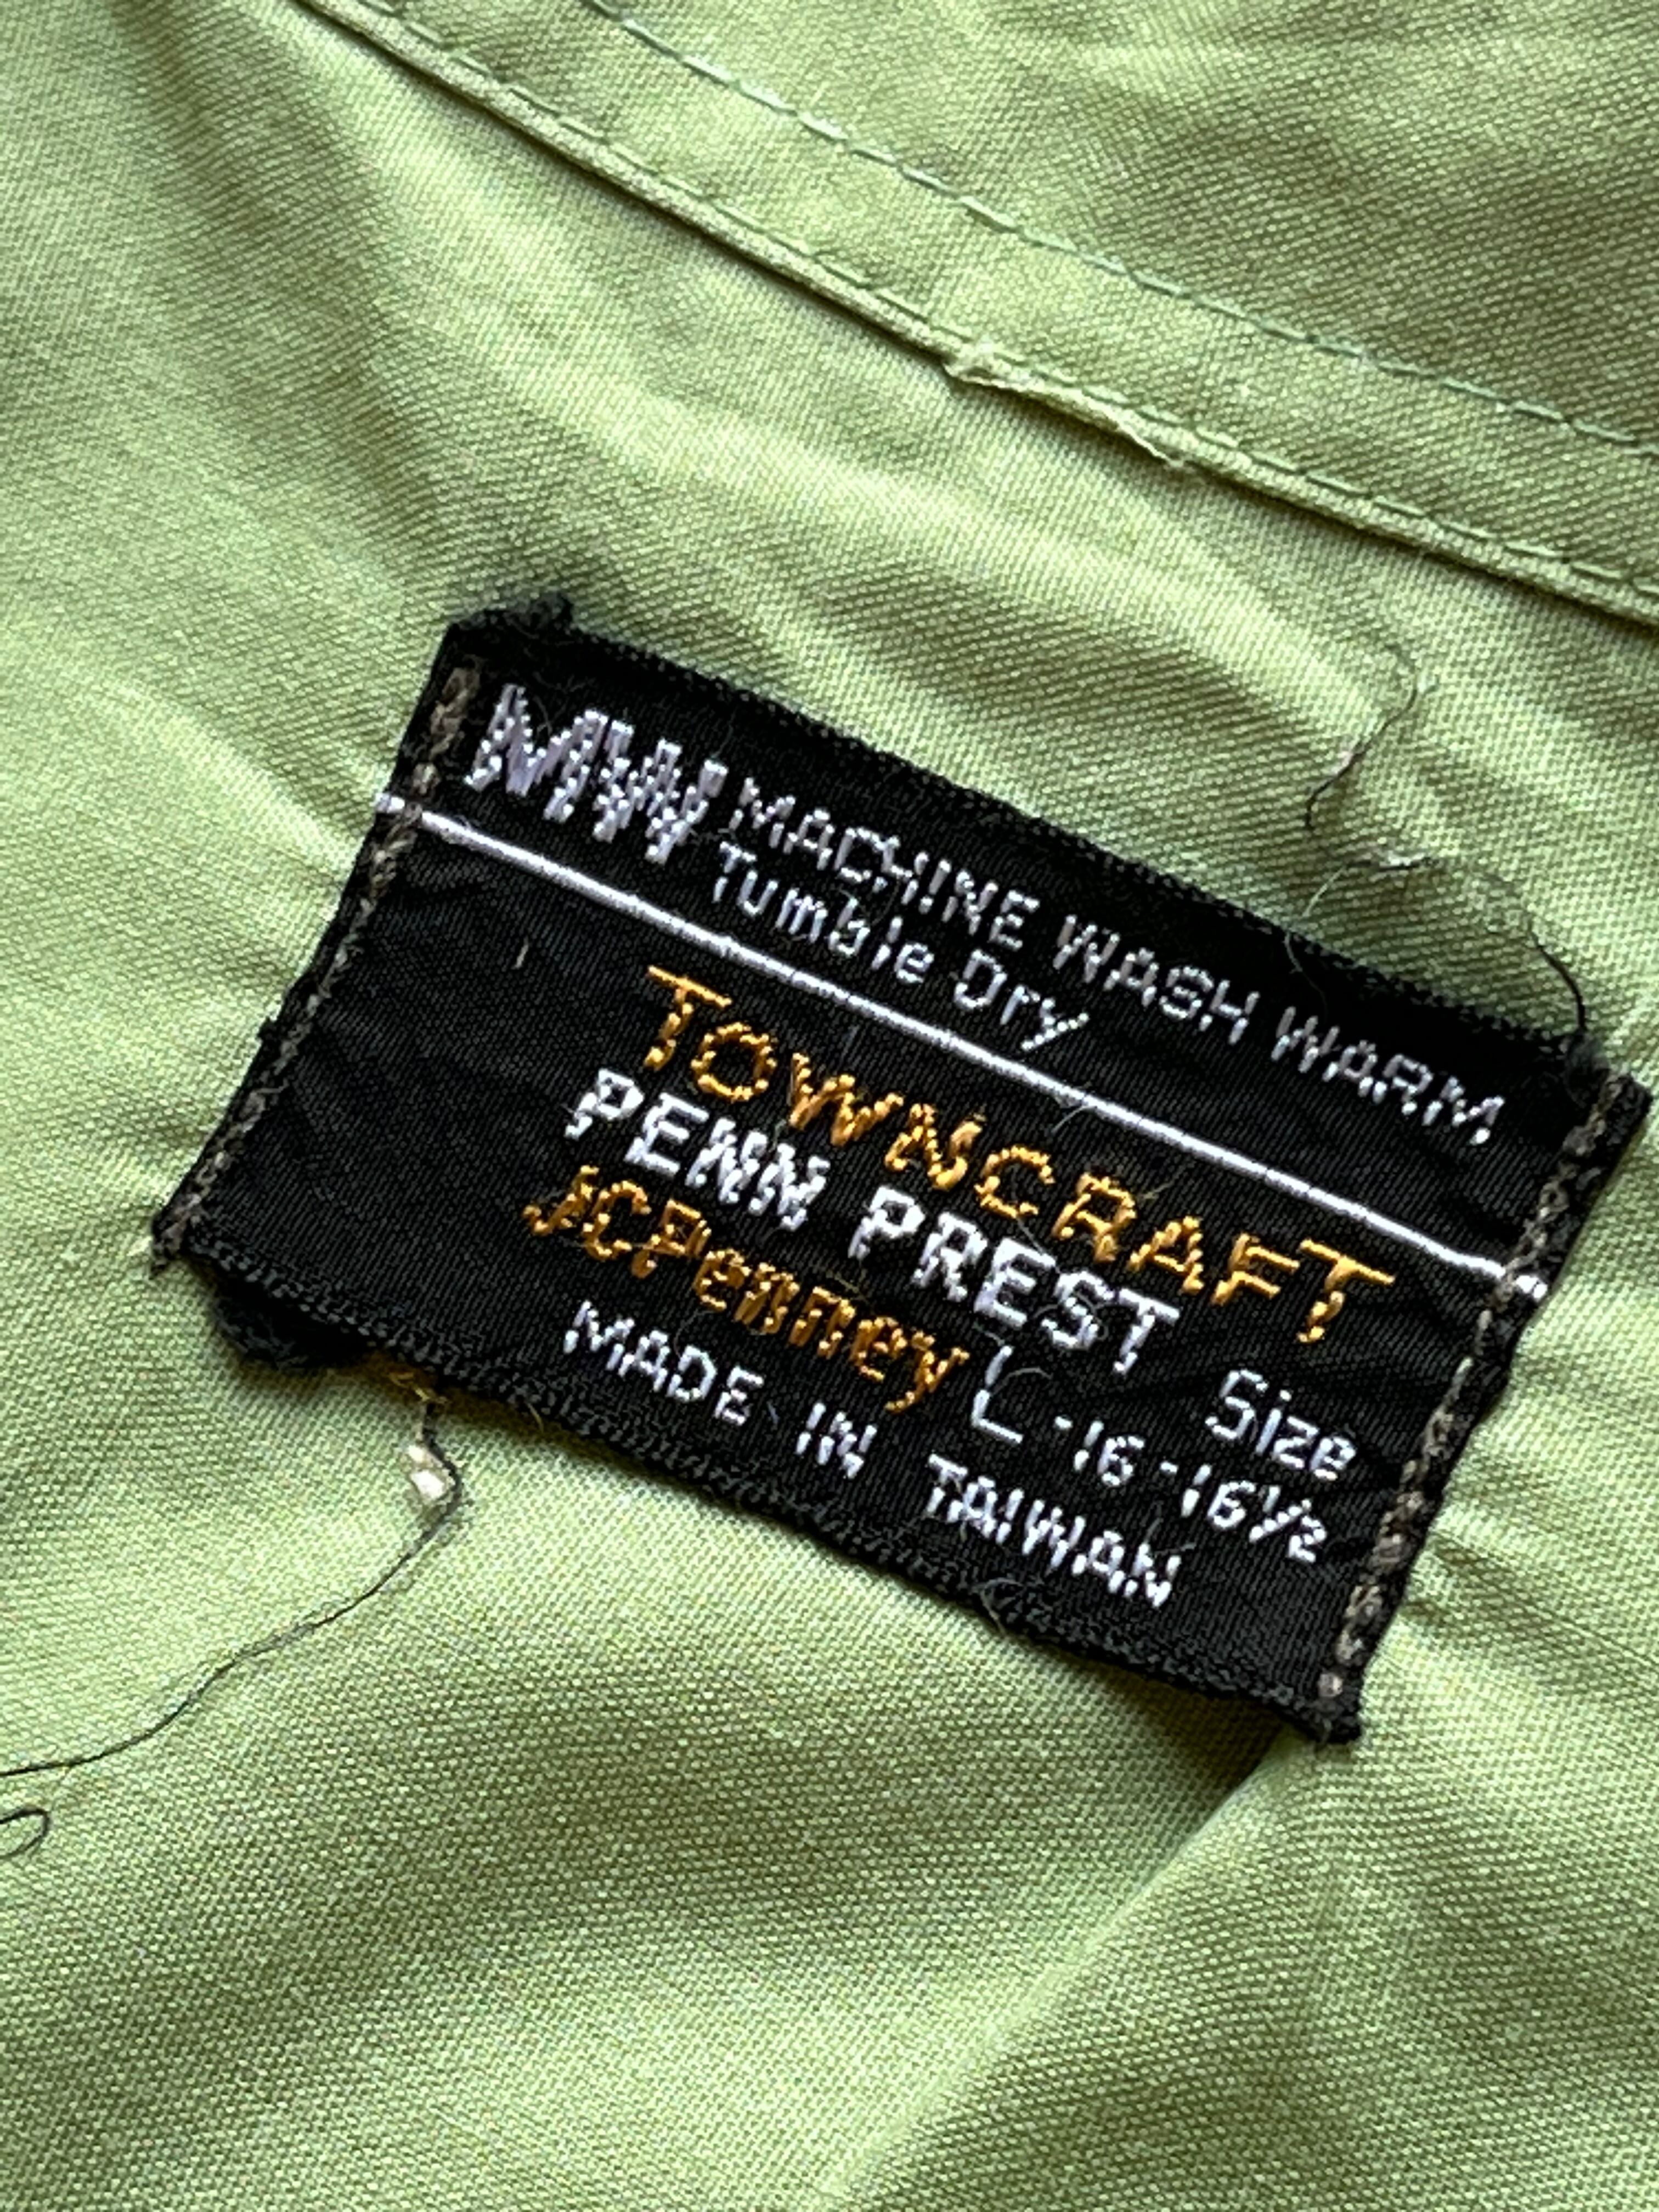 MW MACHINE WASH WARM
Tumble Dry
TOWNCRAFT
PENN PREST
JCPenney
Size
L-16-16½
MADE IN TAIWAN